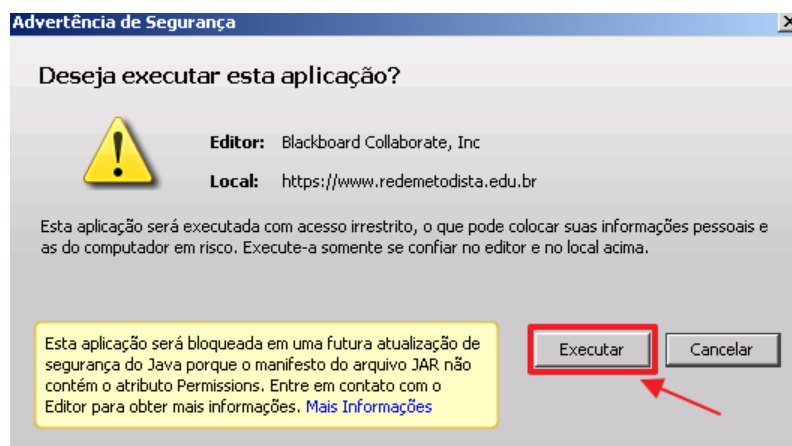 Advertência de Segurança
Deseja executar esta aplicação?
Editor: Blackboard Collaborate, Inc
Local: https://www.redemetodista.edu.br
Esta aplicação será executada com acesso irrestrito, o que pode colocar suas informações pessoais e
as do computador em risco. Execute-a somente se confiar no editor e no local acima.
Esta aplicação será bloqueada em uma futura atualização de
segurança do Java porque o manifesto do arquivo JAR não
contém o atributo Permissions. Entre em contato com o
Editor para obter mais informações. Mais Informações
Executar
Cancelar